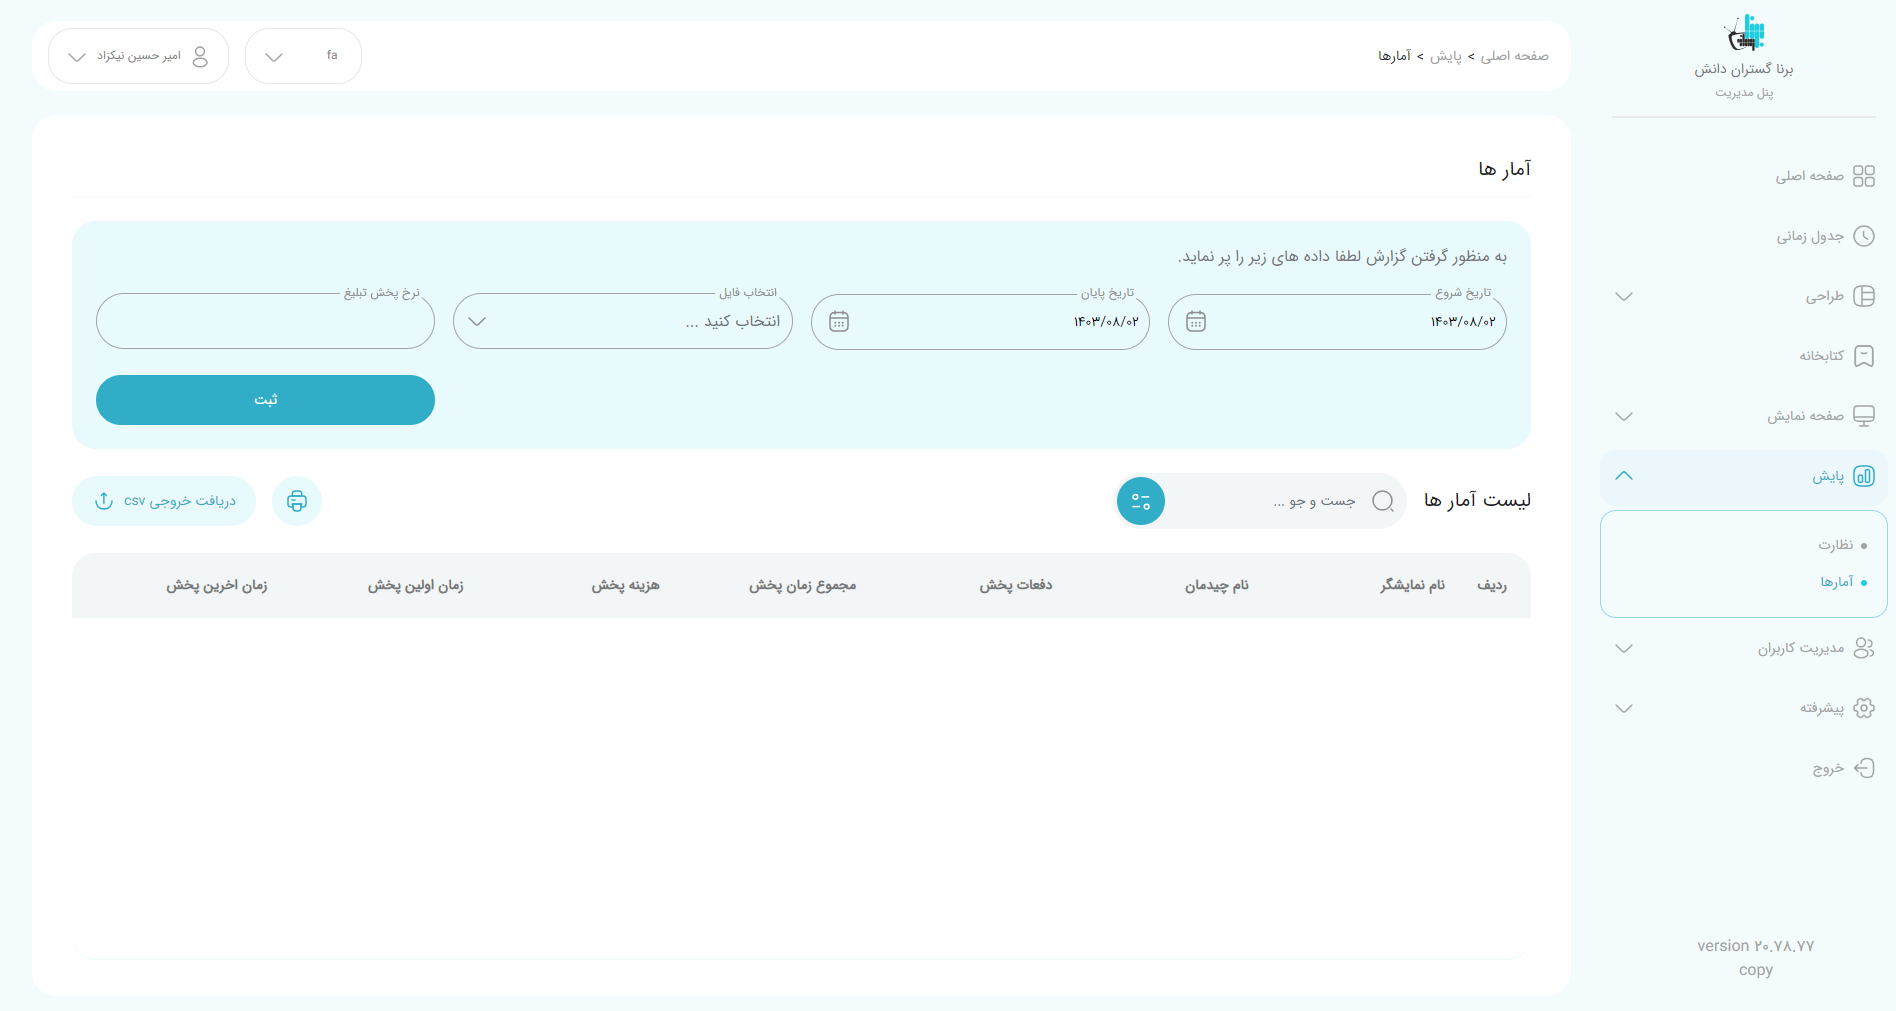 برنا گستران دانش
پنل مدیریت
صفحه اصلی
جدول زمانی
طراحی
کتابخانه
صفحه نمایش
پایش
نظارت
آمارها
مدیریت کاربران
پیشرفته
خروج
version ۲۰.۷۸.۷۷
copy
صفحه اصلی > پایش > آمارها
fa
امیر حسین نیکزاد
آمار ها
به منظور گرفتن گزارش لطفا داده های زیر را پر نماید.
تاریخ شروع
۱۴۰۳/۰۸/۰۲
تاریخ پایان
۱۴۰۳/۰۸/۰۲
انتخاب فایل
انتخاب کنید ...
نرخ پخش تبلیغ
ثبت
لیست آمار ها
جست و جو ...
دریافت خروجی csv
ردیف نام نمایشگر نام چیدمان دفعات پخش مجموع زمان پخش هزینه پخش زمان اولین پخش زمان اخرین پخش